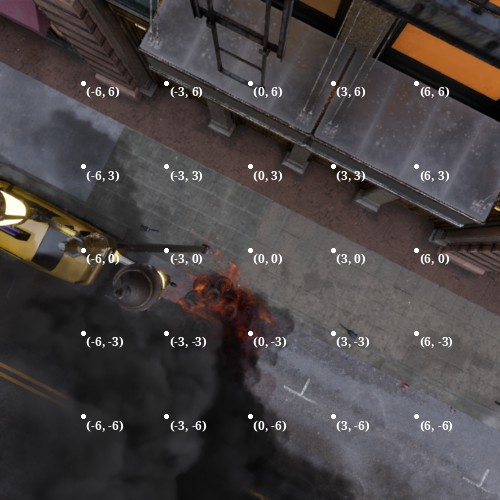 (-6, 6) (-3, 6) (0, 6) (3, 6) (6, 6)
(-6, 3) (-3, 3) (0, 3) (3, 3) (6, 3)
(-6, 0) (-3, 0) (0, 0) (3, 0) (6, 0)
(-6, -3) (-3, -3) (0, -3) (3, -3) (6, -3)
(-6, -6) (-3, -6) (0, -6) (3, -6) (6, -6)